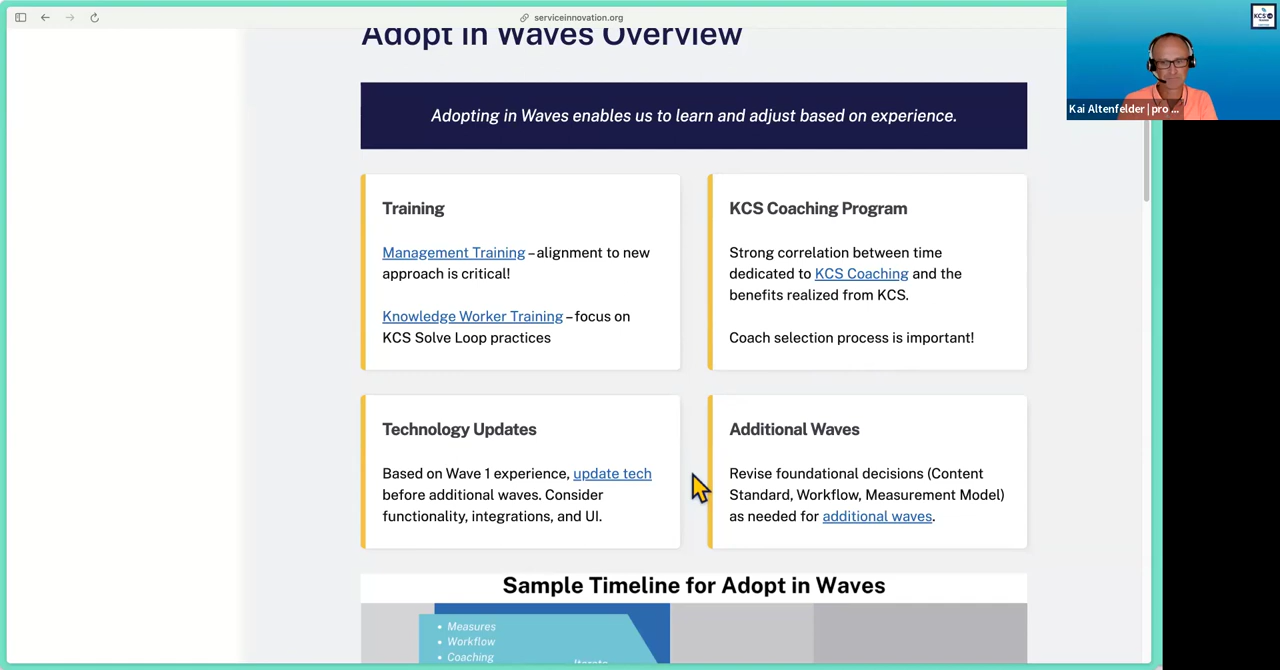 serviceinnovation.org
KCS
Kai Altenfelder | pro ...
Adopt in Waves Overview
Adopting in Waves enables us to learn and adjust based on experience.
Training
Management Training – alignment to new
approach is critical!
Knowledge Worker Training – focus on
KCS Solve Loop practices
KCS Coaching Program
Strong correlation between time
dedicated to KCS Coaching and the
benefits realized from KCS.
Coach selection process is important!
Technology Updates
Based on Wave 1 experience, update tech
before additional waves. Consider
functionality, integrations, and UI.
Additional Waves
Revise foundational decisions (Content
Standard, Workflow, Measurement Model)
as needed for additional waves.
Sample Timeline for Adopt in Waves
• Measures
• Workflow
• Coaching
Iterate